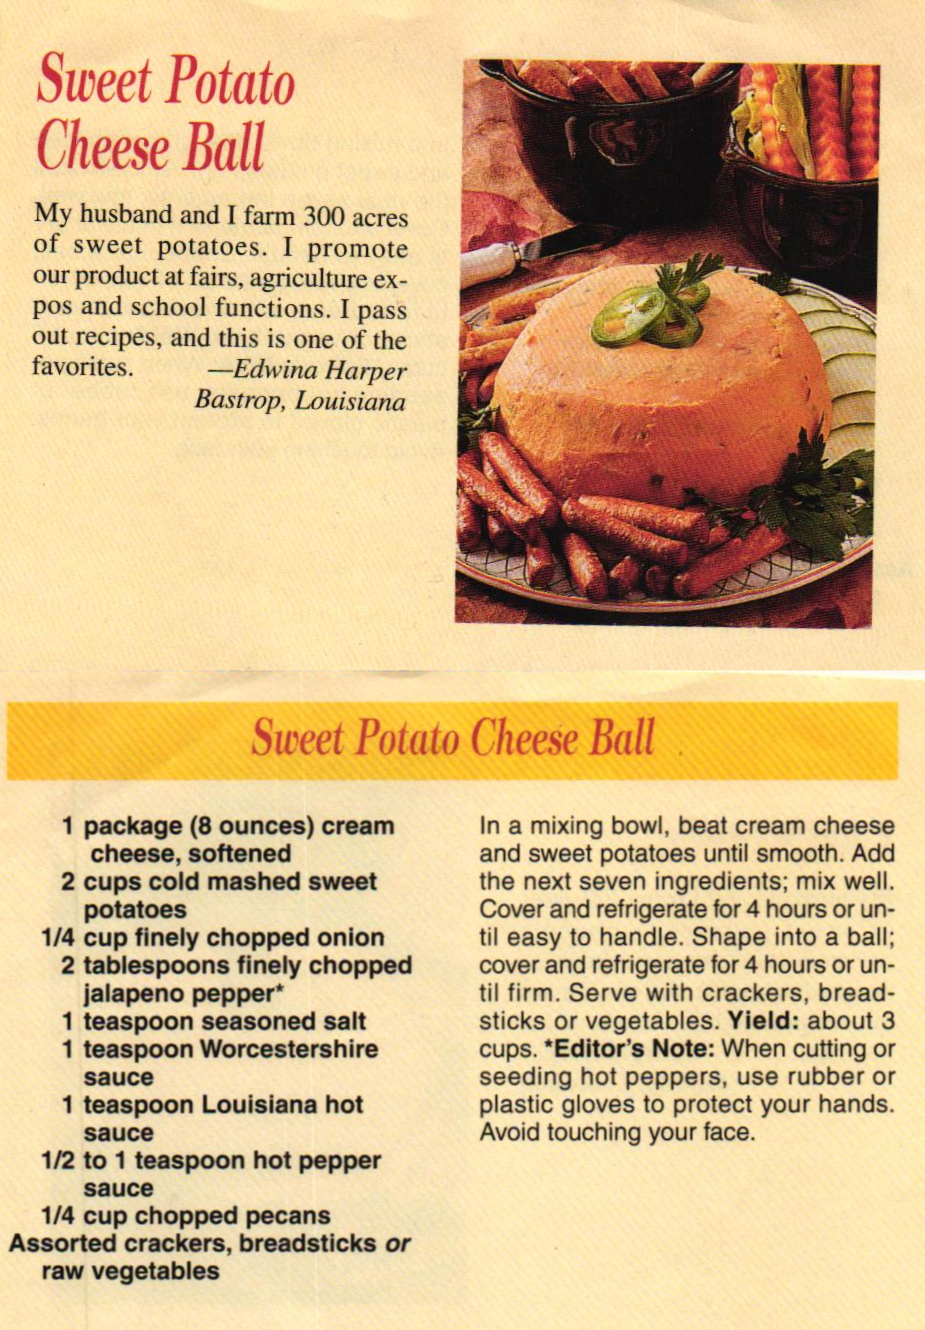 Sweet Potato
Cheese Ball
My husband and I farm 300 acres
of sweet potatoes. I promote
our product at fairs, agriculture ex-
pos and school functions. I pass
out recipes, and this is one of the
favorites. —Edwina Harper
Bastrop, Louisiana
Sweet Potato Cheese Ball
1 package (8 ounces) cream
cheese, softened
2 cups cold mashed sweet
potatoes
1/4 cup finely chopped onion
2 tablespoons finely chopped
jalapeno pepper*
1 teaspoon seasoned salt
1 teaspoon Worcestershire
sauce
1 teaspoon Louisiana hot
sauce
1/2 to 1 teaspoon hot pepper
sauce
1/4 cup chopped pecans
Assorted crackers, breadsticks or
raw vegetables
In a mixing bowl, beat cream cheese
and sweet potatoes until smooth. Add
the next seven ingredients; mix well.
Cover and refrigerate for 4 hours or un-
til easy to handle. Shape into a ball;
cover and refrigerate for 4 hours or un-
til firm. Serve with crackers, bread-
sticks or vegetables. Yield: about 3
cups. *Editor's Note: When cutting or
seeding hot peppers, use rubber or
plastic gloves to protect your hands.
Avoid touching your face.